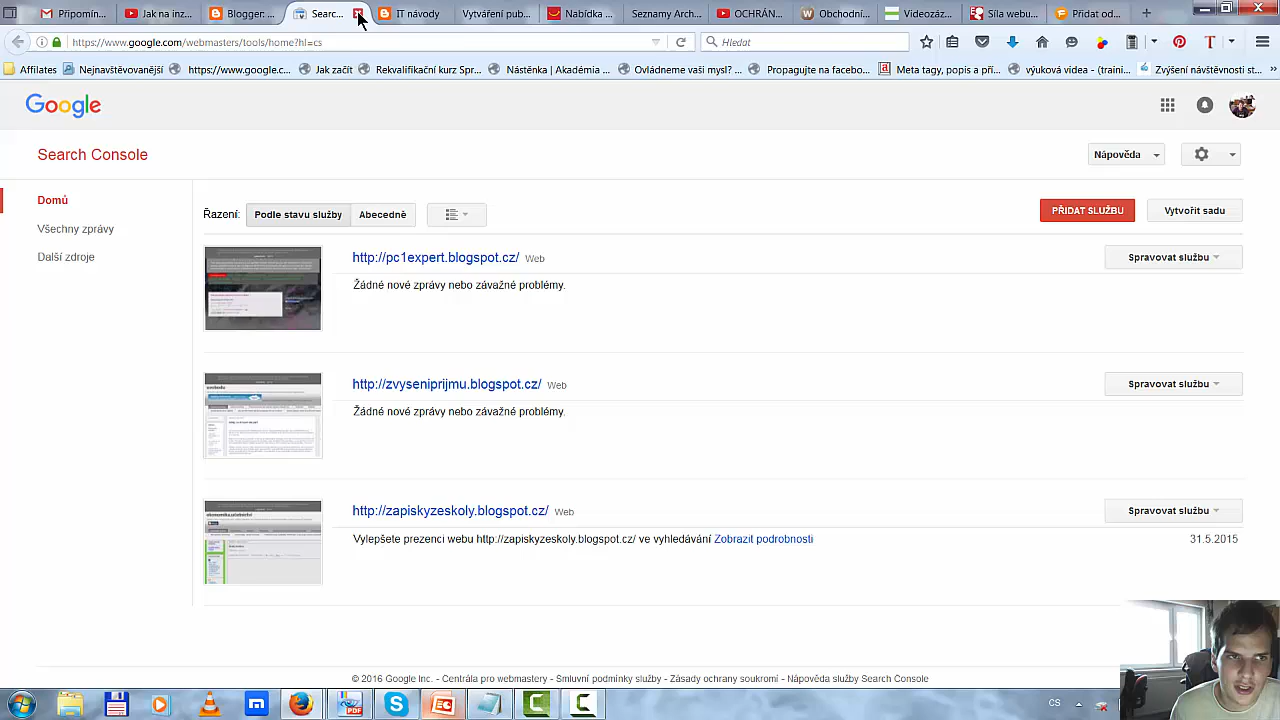 Připomín... Jak na inz... Blogger: ... Searc... IT návody Vytvářet web... Nabídka ... Seznamy Arch... OCHRÁN... Obchodn... Videozáz... Síla webu... Přidat od...
https://www.google.com/webmasters/tools/home?hl=cs Hledat
Affilates Nejnavštěvovanější https://www.google.c... Jak začít Rekvalifikační kurz Spr... Nástěnka | Akadémia ... Ovládneme vaši mysl? ... Propagujte na facebo... Meta tagy, popis a pří... výuková videa - (traini... Zvýšení návštěvnosti st... »
Google
Search Console Nápověda
Domů
Všechny zprávy
Další zdroje
Řazení: Podle stavu služby Abecedně PŘIDAT SLUŽBU Vytvořit sadu
http://pc1expert.blogspot.cz/ Web Spravovat službu
Žádné nové zprávy nebo závažné problémy.
http://zvyseniprijmu.blogspot.cz/ Web Spravovat službu
Žádné nové zprávy nebo závažné problémy.
http://zapiskyzeskoly.blogspot.cz/ Web Spravovat službu
Vylepšete prezenci webu http://zapiskyzeskoly.blogspot.cz/ ve vyhledávání Zobrazit podrobnosti 31.5.2015
© 2016 Google Inc. - Centrála pro webmastery - Smluvní podmínky služby - Zásady ochrany soukromí - Nápověda služby Search Console
CS